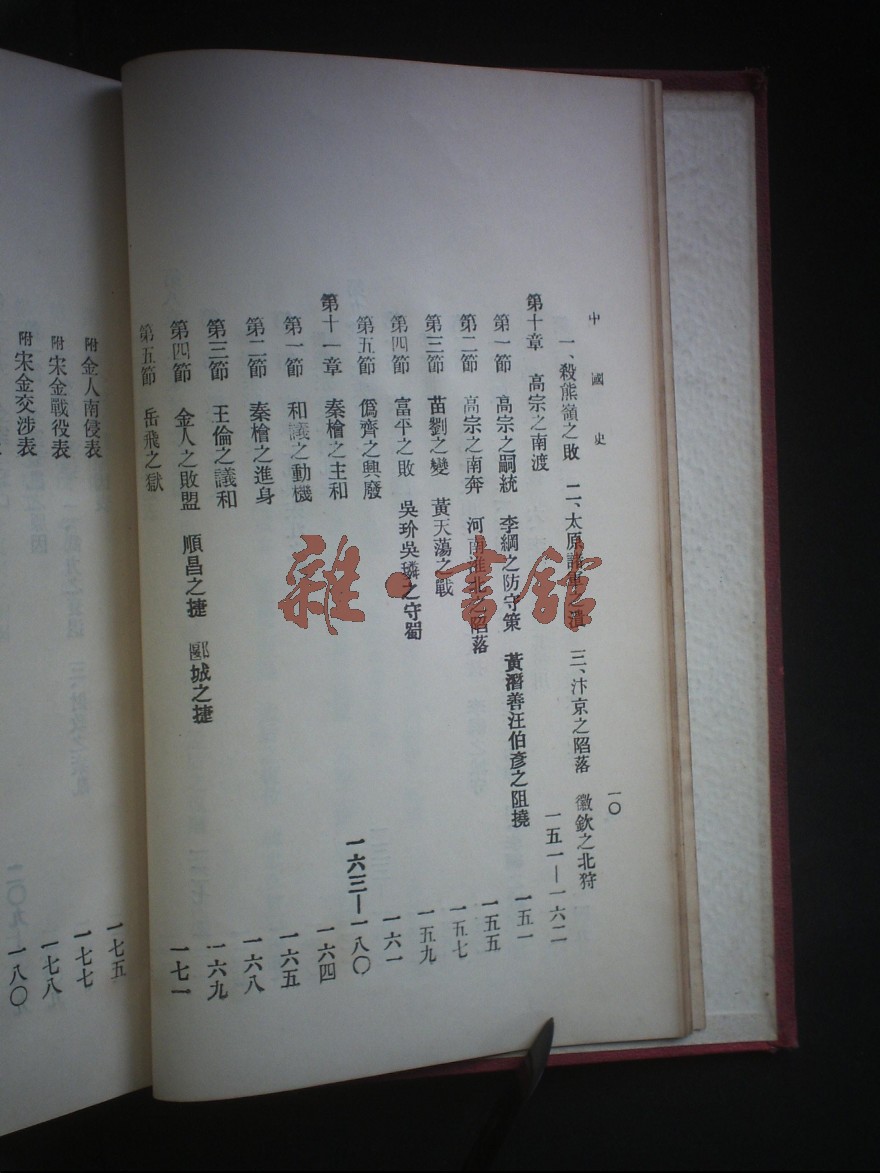 中國史
一〇
一、殺熊嶺之敗　二、太原諸軍之潰　三、汴京之陷落　徽欽之北狩
第十章　高宗之南渡　一五一—一六二
第一節　高宗之嗣統　李綱之防守策　黃潛善汪伯彥之阻撓　一五一
第二節　高宗之南奔　河南淮北之陷落　一五五
第三節　苗劉之變　黃天蕩之戰　一五七
第四節　富平之敗　吳玠吳璘之守蜀　一五九
第五節　僞齊之興廢　一六一
第十一章　秦檜之主和　一六三—一八〇
第一節　和議之動機　一六四
第二節　秦檜之進身　一六五
第三節　王倫之議和　一六八
第四節　金人之敗盟　順昌之捷　郾城之捷　一六九
第五節　岳飛之獄　一七一
附　金人南侵表　一七五
附　宋金戰役表　一七七
附　宋金交涉表　一七八
一八〇
雜·書館